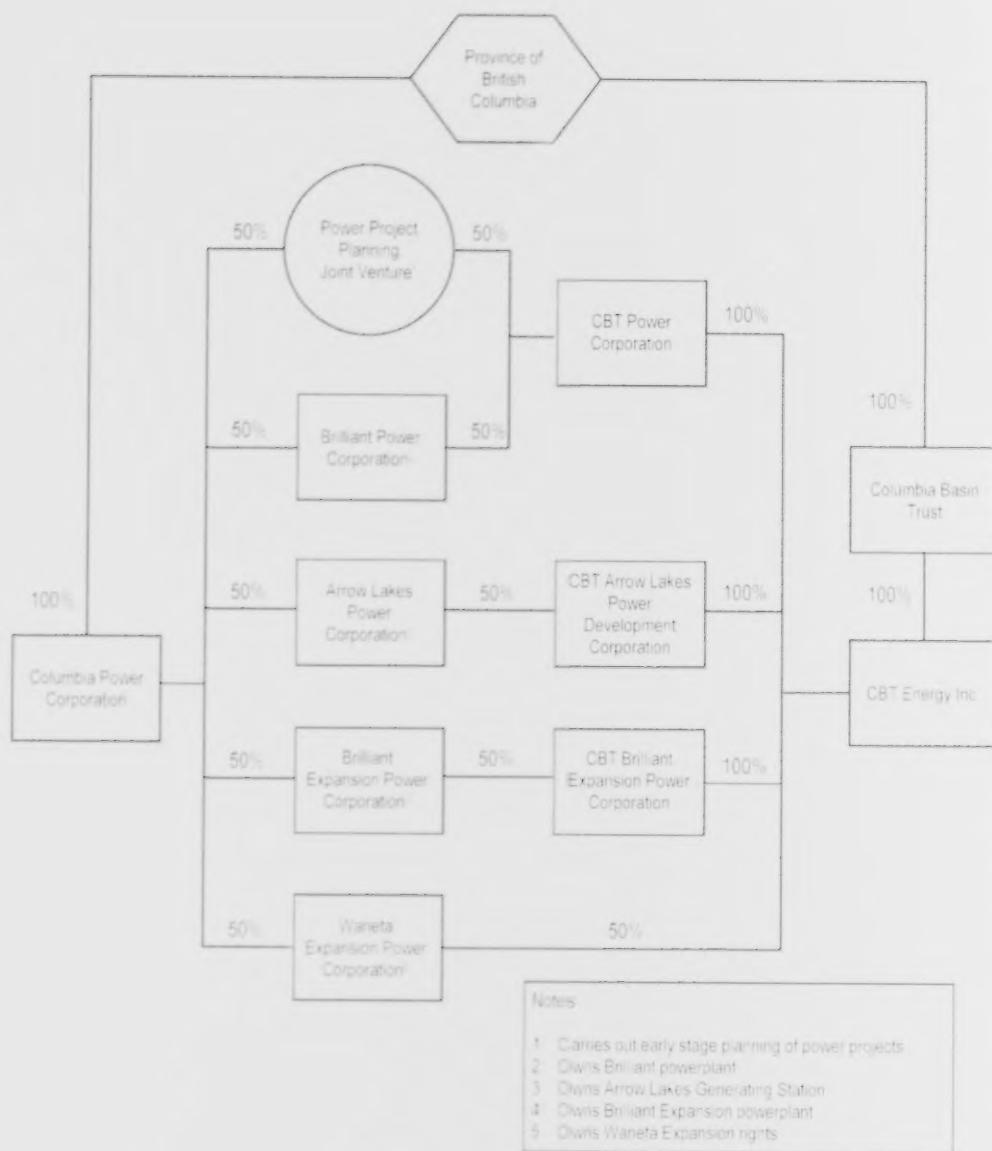 Province of
British
Columbia
50%
Power Project
Planning
Joint Venture
50%
CBT Power
Corporation
100%
50%
Brilliant Power
Corporation
50%
100%
Columbia Basin
Trust
100%
50%
Arrow Lakes
Power
Corporation
50%
CBT Arrow Lakes
Power
Development
Corporation
100%
100%
Columbia Power
Corporation
CBT Energy Inc
50%
Brilliant
Expansion Power
Corporation
50%
CBT Brilliant
Expansion Power
Corporation
100%
50%
Waneta
Expansion Power
Corporation
50%
Notes
1 Carries out early stage planning of power projects
2 Owns Brilliant powerplant
3 Owns Arrow Lakes Generating Station
4 Owns Brilliant Expansion powerplant
5 Owns Waneta Expansion rights